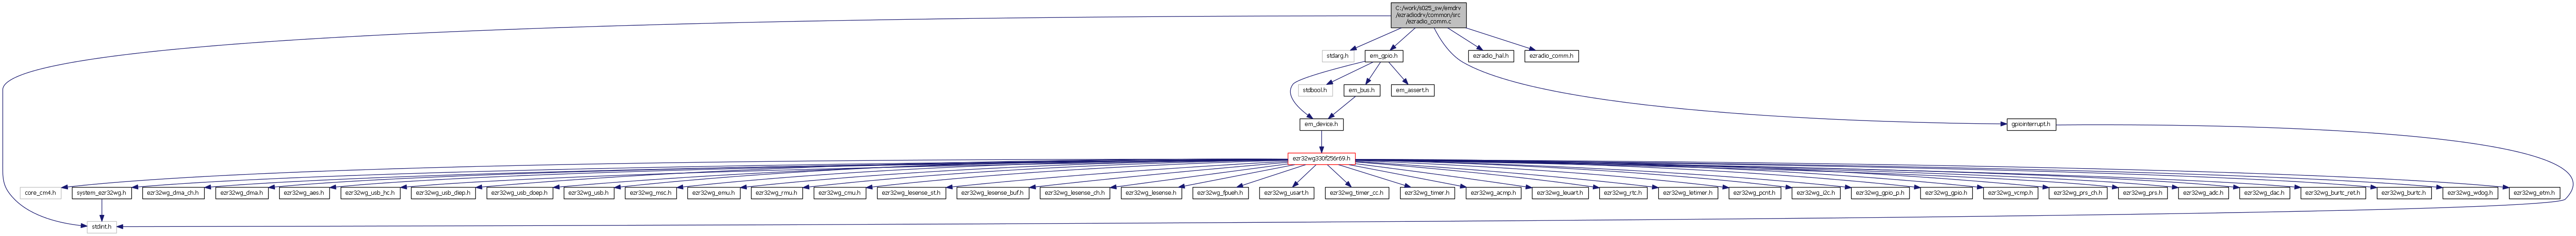 C:/work/s025_sw/emdrv
/ezradiodrv/common/src
/ezradio_comm.c
stdarg.h
em_gpio.h
ezradio_hal.h
ezradio_comm.h
stdbool.h
em_bus.h
em_assert.h
em_device.h
gpiointerrupt.h
ezr32wg330f256r69.h
core_cm4.h
system_ezr32wg.h
ezr32wg_dma_ch.h
ezr32wg_dma.h
ezr32wg_aes.h
ezr32wg_usb_hc.h
ezr32wg_usb_diep.h
ezr32wg_usb_doep.h
ezr32wg_usb.h
ezr32wg_msc.h
ezr32wg_emu.h
ezr32wg_rmu.h
ezr32wg_cmu.h
ezr32wg_lesense_st.h
ezr32wg_lesense_buf.h
ezr32wg_lesense_ch.h
ezr32wg_lesense.h
ezr32wg_fpueh.h
ezr32wg_usart.h
ezr32wg_timer_cc.h
ezr32wg_timer.h
ezr32wg_acmp.h
ezr32wg_leuart.h
ezr32wg_rtc.h
ezr32wg_letimer.h
ezr32wg_pcnt.h
ezr32wg_i2c.h
ezr32wg_gpio_p.h
ezr32wg_gpio.h
ezr32wg_vcmp.h
ezr32wg_prs_ch.h
ezr32wg_prs.h
ezr32wg_adc.h
ezr32wg_dac.h
ezr32wg_burtc_ret.h
ezr32wg_burtc.h
ezr32wg_wdog.h
ezr32wg_etm.h
stdint.h